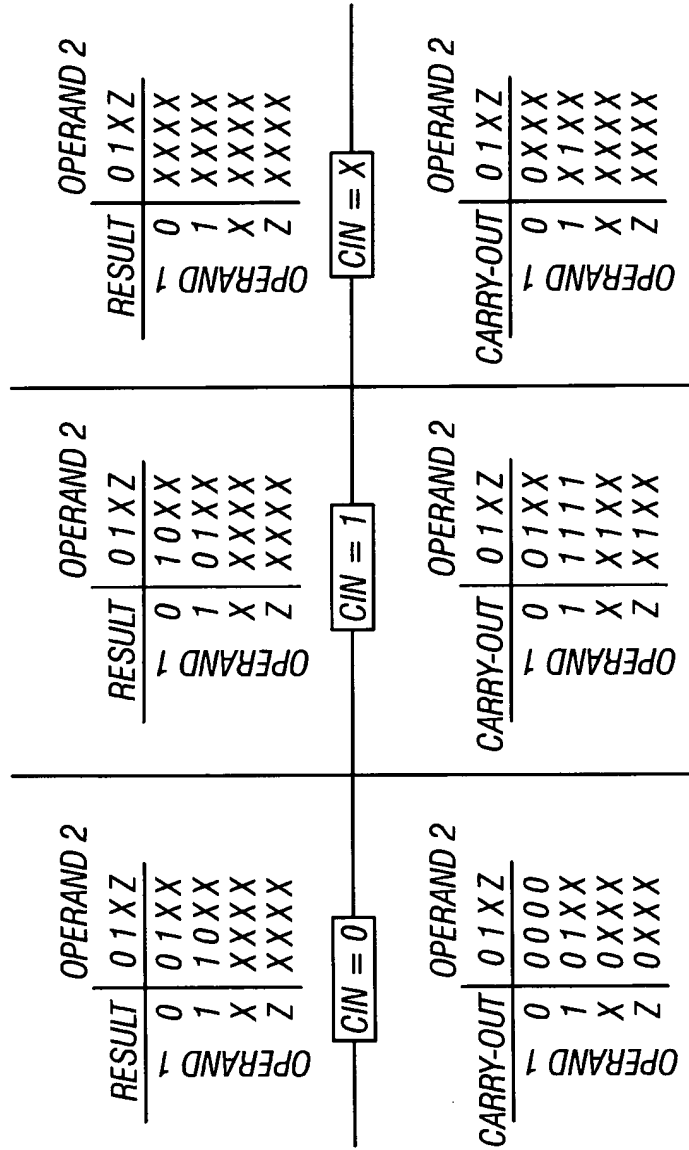 OPERAND 2
RESULT 0 1 X Z
OPERAND 1
0 0 1 X X
1 1 0 X X
X X X X X
Z X X X X
CIN = 0
OPERAND 2
CARRY-OUT 0 1 X Z
OPERAND 1
0 0 0 0 0
1 0 1 X X
X 0 X X X
Z 0 X X X
OPERAND 2
RESULT 0 1 X Z
OPERAND 1
0 1 0 X X
1 0 1 X X
X X X X X
Z X X X X
CIN = 1
OPERAND 2
CARRY-OUT 0 1 X Z
OPERAND 1
0 0 1 X X
1 1 1 1 1
X X 1 X X
Z X 1 X X
OPERAND 2
RESULT 0 1 X Z
OPERAND 1
0 X X X X
1 X X X X
X X X X X
Z X X X X
CIN = X
OPERAND 2
CARRY-OUT 0 1 X Z
OPERAND 1
0 0 X X X
1 X 1 X X
X X X X X
Z X X X X